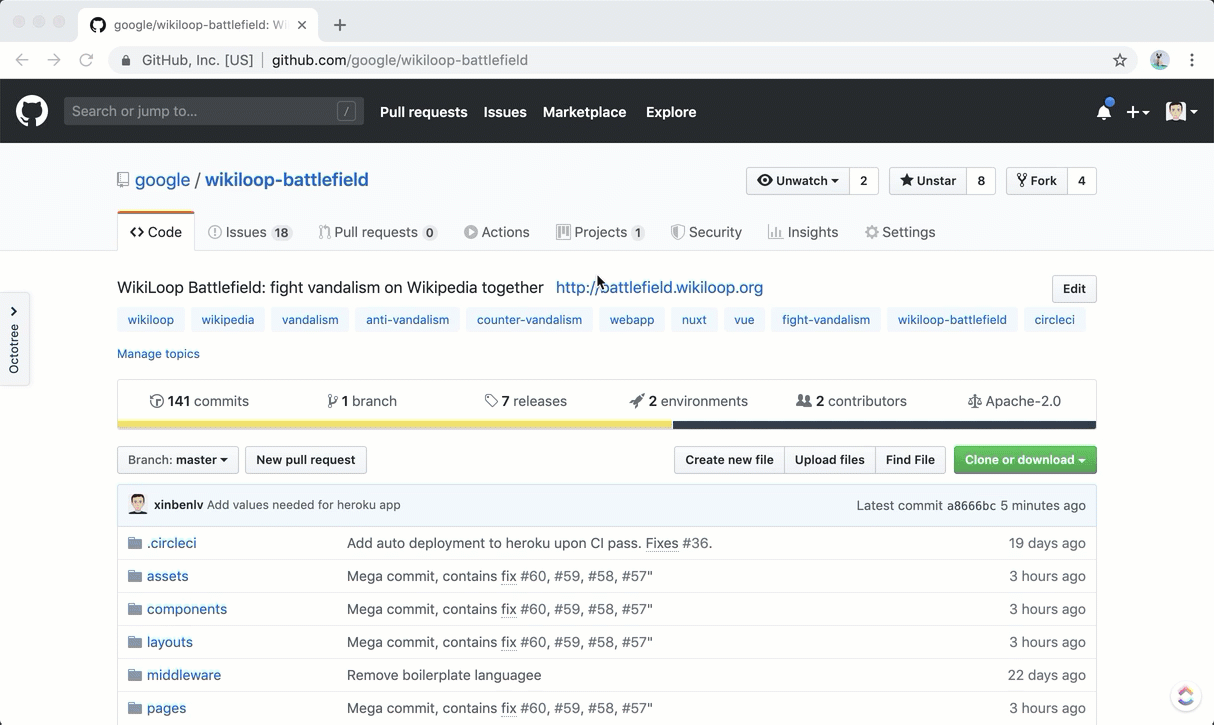 google/wikiloop-battlefield: Wi
GitHub, Inc. [US] github.com/google/wikiloop-battlefield
Search or jump to... / Pull requests Issues Marketplace Explore
google / wikiloop-battlefield Unwatch 2 Unstar 8 Fork 4
Code Issues 18 Pull requests 0 Actions Projects 1 Security Insights Settings
WikiLoop Battlefield: fight vandalism on Wikipedia together http://battlefield.wikiloop.org Edit
wikiloop wikipedia vandalism anti-vandalism counter-vandalism webapp nuxt vue fight-vandalism wikiloop-battlefield circleci
Octotree
Manage topics
141 commits 1 branch 7 releases 2 environments 2 contributors Apache-2.0
Branch: master New pull request Create new file Upload files Find File Clone or download
xinbenlv Add values needed for heroku app Latest commit a8666bc 5 minutes ago
.circleci Add auto deployment to heroku upon CI pass. Fixes #36. 19 days ago
assets Mega commit, contains fix #60, #59, #58, #57" 3 hours ago
components Mega commit, contains fix #60, #59, #58, #57" 3 hours ago
layouts Mega commit, contains fix #60, #59, #58, #57" 3 hours ago
middleware Remove boilerplate languagee 22 days ago
pages Mega commit, contains fix #60, #59, #58, #57" 3 hours ago